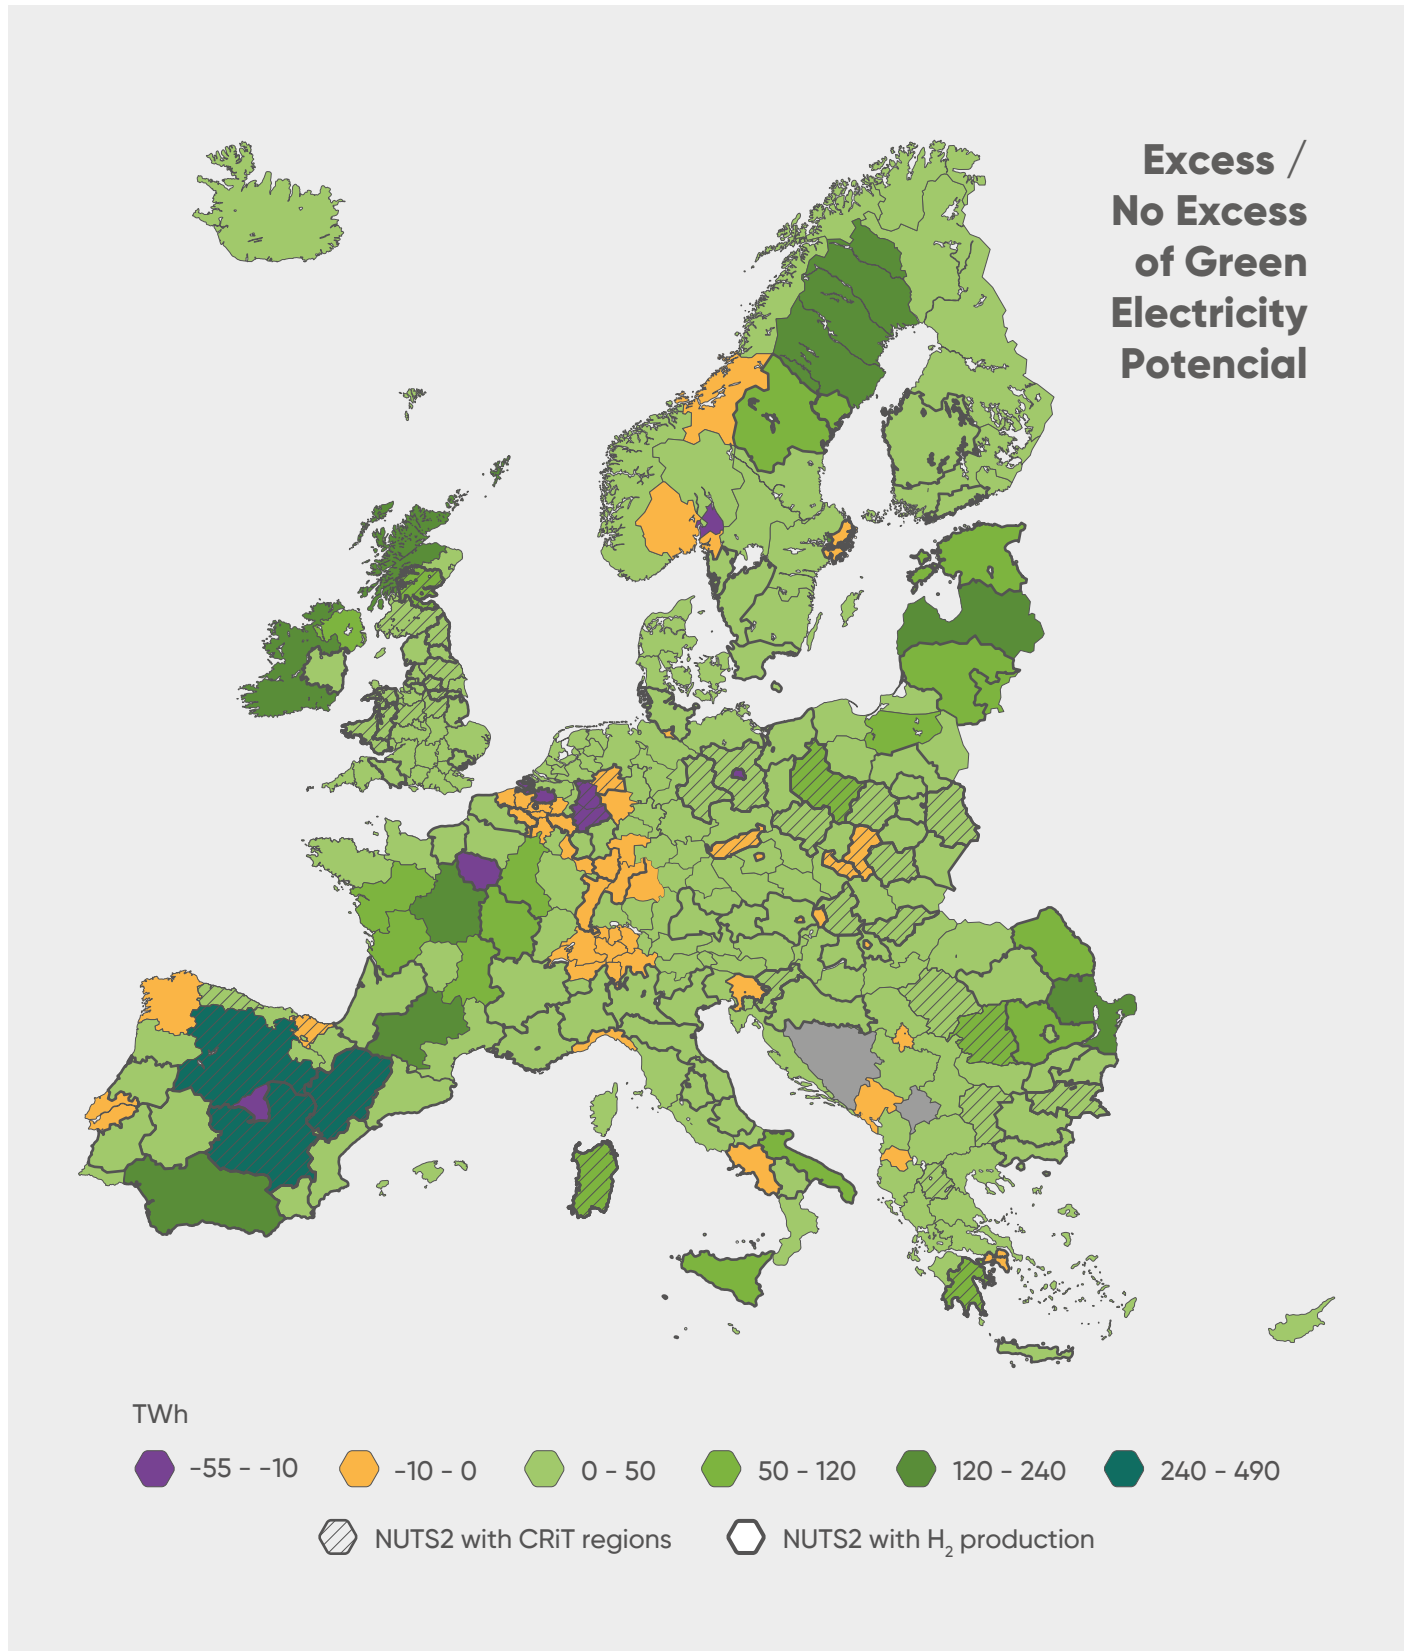 Excess /
No Excess
of Green
Electricity
Potencial
TWh
-55 - -10
-10 - 0
0 - 50
50 - 120
120 - 240
240 - 490
NUTS2 with CRiT regions
NUTS2 with H₂ production